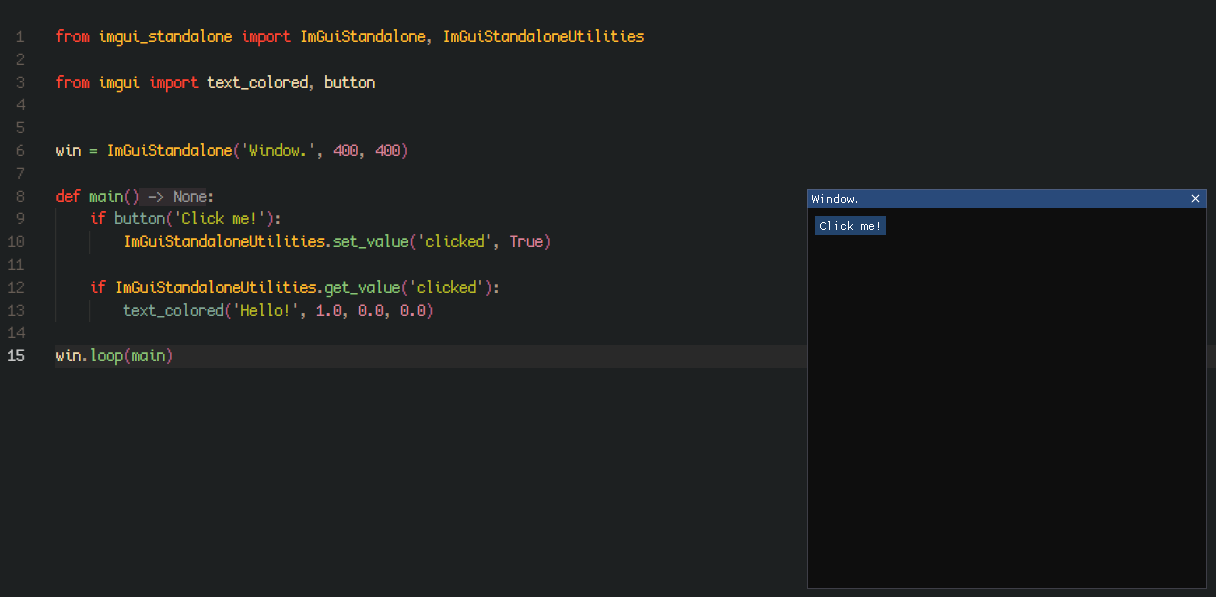 1 from imgui_standalone import ImGuiStandalone, ImGuiStandaloneUtilities
2
3 from imgui import text_colored, button
4
5
6 win = ImGuiStandalone('Window.', 400, 400)
7
8 def main() -> None:
9 if button('Click me!'):
10 ImGuiStandaloneUtilities.set_value('clicked', True)
11
12 if ImGuiStandaloneUtilities.get_value('clicked'):
13 text_colored('Hello!', 1.0, 0.0, 0.0)
14
15 win.loop(main)
Window. ×
Click me!